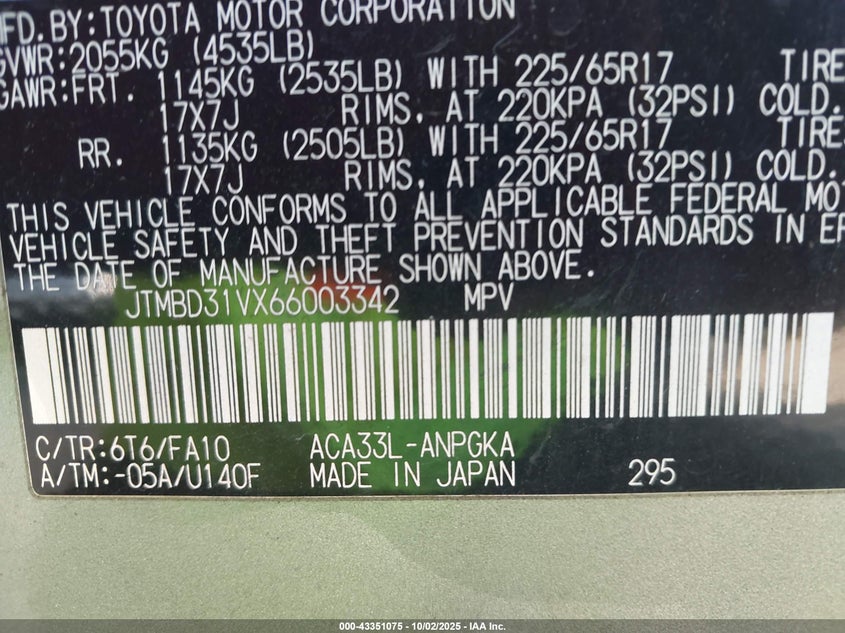 MFD. BY: TOYOTA MOTOR CORPORATION
GVWR: 2055KG (4535LB)
GAWR: FRT. 1145KG (2535LB) WITH 225/65R17 TIRE
17X7J RIMS. AT 220KPA (32PSI) COLD.
RR. 1135KG (2505LB) WITH 225/65R17 TIRE
17X7J RIMS. AT 220KPA (32PSI) COLD.
THIS VEHICLE CONFORMS TO ALL APPLICABLE FEDERAL MO
VEHICLE SAFETY AND THEFT PREVENTION STANDARDS IN EF
THE DATE OF MANUFACTURE SHOWN ABOVE.
JTMBD31VX66003342 MPV
C/TR: 6T6/FA10 ACA33L-ANPGKA
A/TM: -05A/U140F MADE IN JAPAN 295
000-43351075 - 10/02/2025 - IAA Inc.